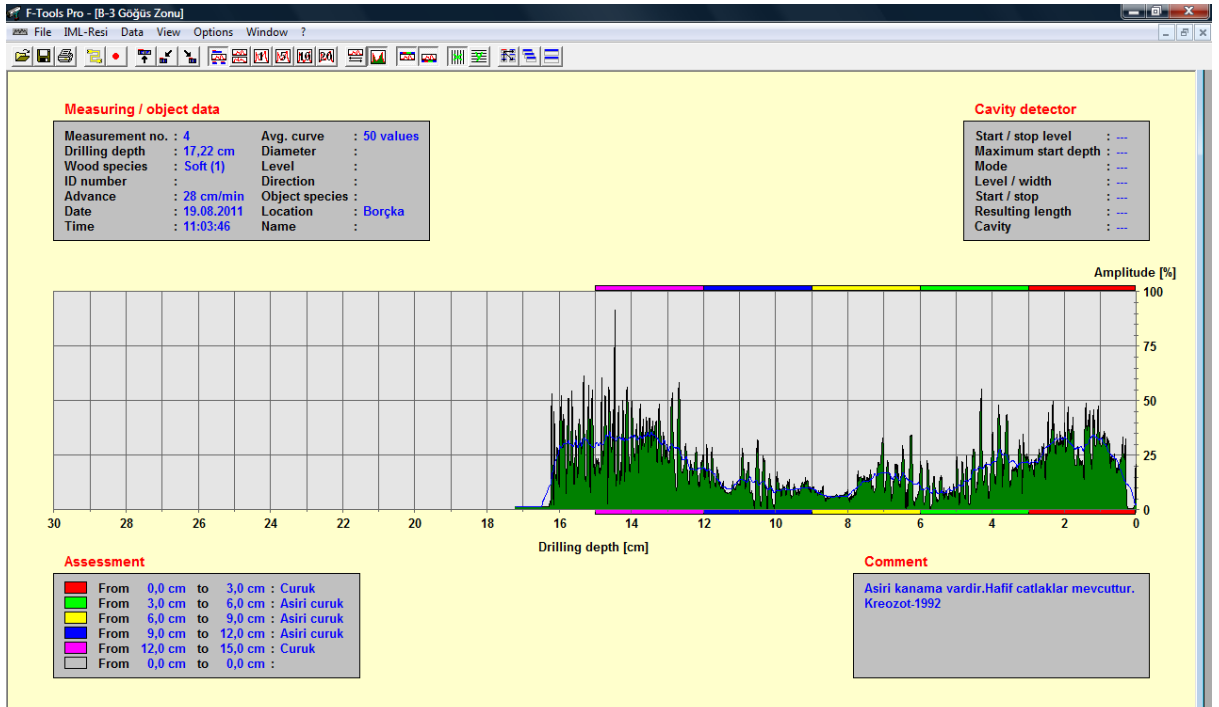 F-Tools Pro - [B-3 Göğüs Zonu]
File IML-Resi Data View Options Window ?
Measuring / object data
Measurement no. : 4 Avg. curve : 50 values
Drilling depth : 17,22 cm Diameter :
Wood species : Soft (1) Level :
ID number : Direction :
Advance : 28 cm/min Object species :
Date : 19.08.2011 Location : Borçka
Time : 11:03:46 Name :
Cavity detector
Start / stop level : ---
Maximum start depth : ---
Mode : ---
Level / width : ---
Start / stop : ---
Resulting length : ---
Cavity : ---
Amplitude [%]
100
75
50
25
0
30 28 26 24 22 20 18 16 14 12 10 8 6 4 2 0
Drilling depth [cm]
Assessment
From 0,0 cm to 3,0 cm : Curuk
From 3,0 cm to 6,0 cm : Asiri curuk
From 6,0 cm to 9,0 cm : Asiri curuk
From 9,0 cm to 12,0 cm : Asiri curuk
From 12,0 cm to 15,0 cm : Curuk
From 0,0 cm to 0,0 cm :
Comment
Asiri kanama vardir.Hafif catlaklar mevcuttur.
Kreozot-1992